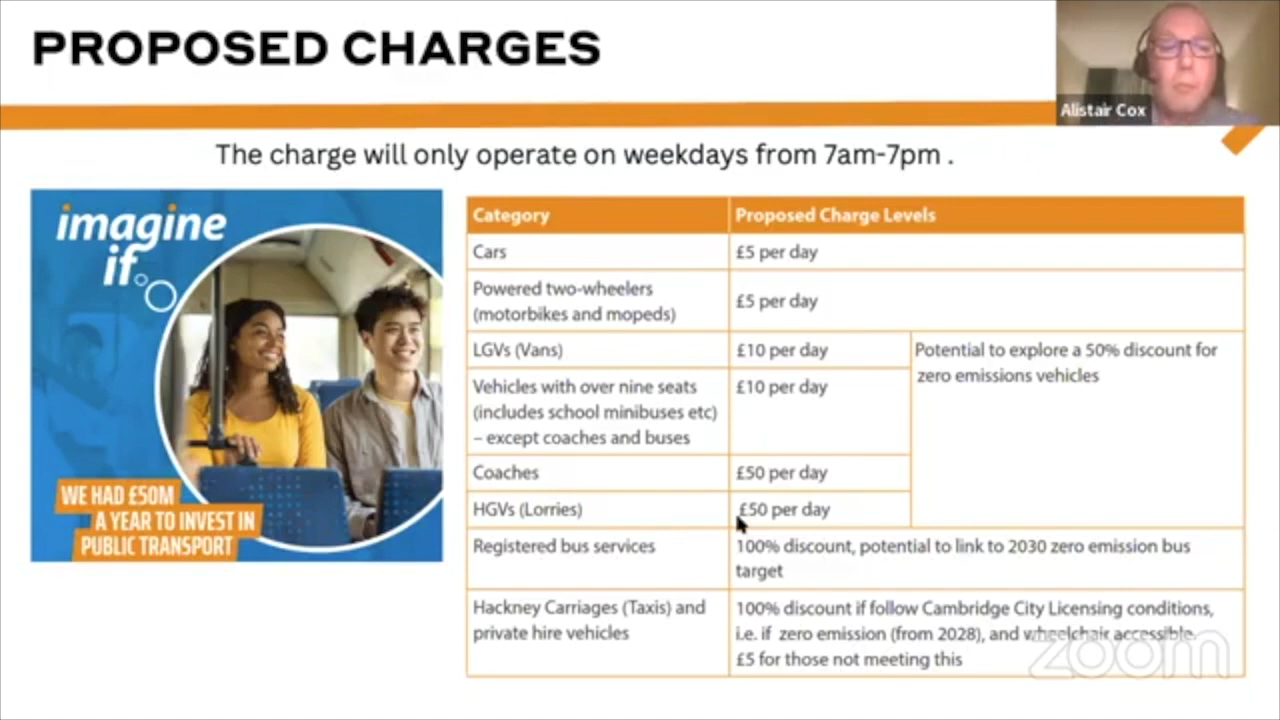 PROPOSED CHARGES
Alistair Cox
The charge will only operate on weekdays from 7am-7pm .
imagine
if
WE HAD £50M
A YEAR TO INVEST IN
PUBLIC TRANSPORT
Category
Proposed Charge Levels
Cars
£5 per day
Powered two-wheelers
(motorbikes and mopeds)
£5 per day
LGVs (Vans)
£10 per day
Potential to explore a 50% discount for
zero emissions vehicles
Vehicles with over nine seats
(includes school minibuses etc)
– except coaches and buses
£10 per day
Coaches
£50 per day
HGVs (Lorries)
£50 per day
Registered bus services
100% discount, potential to link to 2030 zero emission bus
target
Hackney Carriages (Taxis) and
private hire vehicles
100% discount if follow Cambridge City Licensing conditions,
i.e. if zero emission (from 2028), and wheelchair accessible
£5 for those not meeting this
zoom